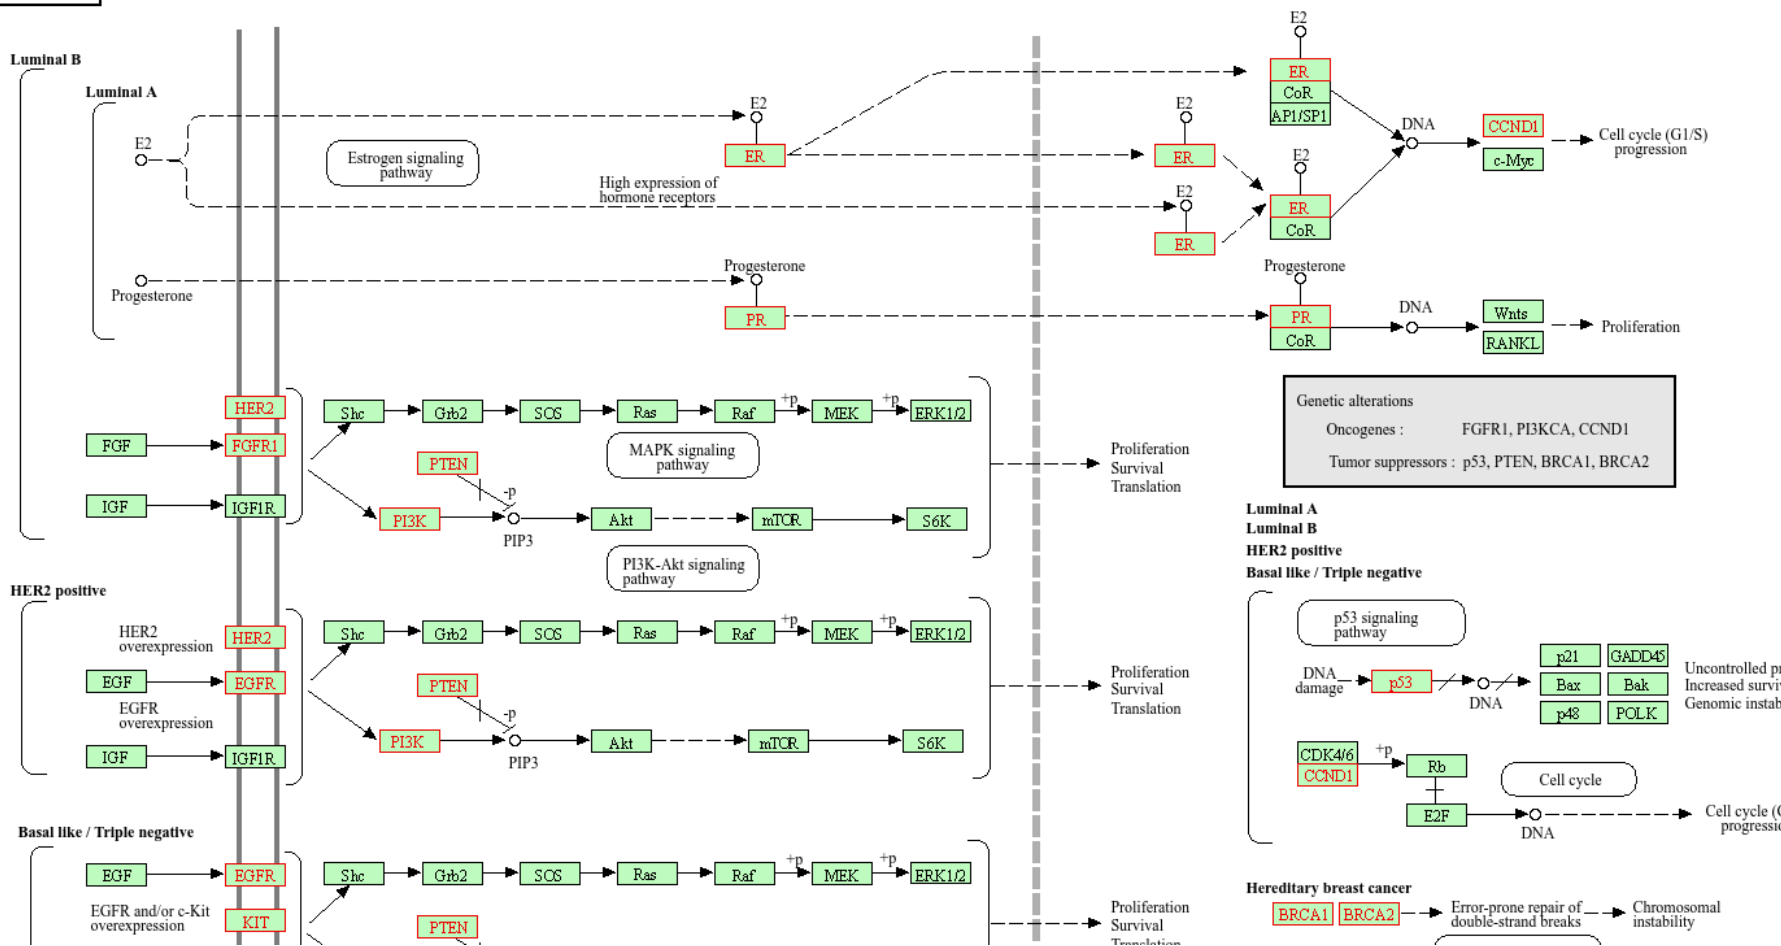 Luminal B
Luminal A
E2
Estrogen signaling
pathway
High expression of
hormone receptors
E2
ER
E2
ER
E2
ER
E2
ER
CoR
AP1/SP1
E2
ER
CoR
DNA
CCND1
c-Myc
Cell cycle (G1/S)
progression
Progesterone
Progesterone
PR
Progesterone
PR
CoR
DNA
Wnts
RANKL
Proliferation
HER2
FGF
FGFR1
IGF
IGF1R
Shc
Grb2
SOS
Ras
Raf
+p
MEK
+p
ERK1/2
MAPK signaling
pathway
PTEN
-p
PI3K
PIP3
Akt
mTOR
S6K
PI3K-Akt signaling
pathway
Proliferation
Survival
Translation
Genetic alterations
Oncogenes : FGFR1, PI3KCA, CCND1
Tumor suppressors : p53, PTEN, BRCA1, BRCA2
HER2 positive
HER2
overexpression
HER2
EGF
EGFR
EGFR
overexpression
IGF
IGF1R
Shc
Grb2
SOS
Ras
Raf
+p
MEK
+p
ERK1/2
PTEN
-p
PI3K
PIP3
Akt
mTOR
S6K
Proliferation
Survival
Translation
Luminal A
Luminal B
HER2 positive
Basal like / Triple negative
p53 signaling
pathway
DNA
damage
p53
DNA
p21
GADD45
Bax
Bak
p48
POLK
Uncontrolled
Increased
Genomic
CDK4/6
CCND1
+p
Rb
E2F
Cell cycle
DNA
Cell cycle
Basal like / Triple negative
EGF
EGFR
EGFR and/or c-Kit
overexpression
KIT
Shc
Grb2
SOS
Ras
Raf
+p
MEK
+p
ERK1/2
PTEN
Proliferation
Survival
Translation
Hereditary breast cancer
BRCA1
BRCA2
Error-prone repair of
double-strand breaks
Chromosomal
instability